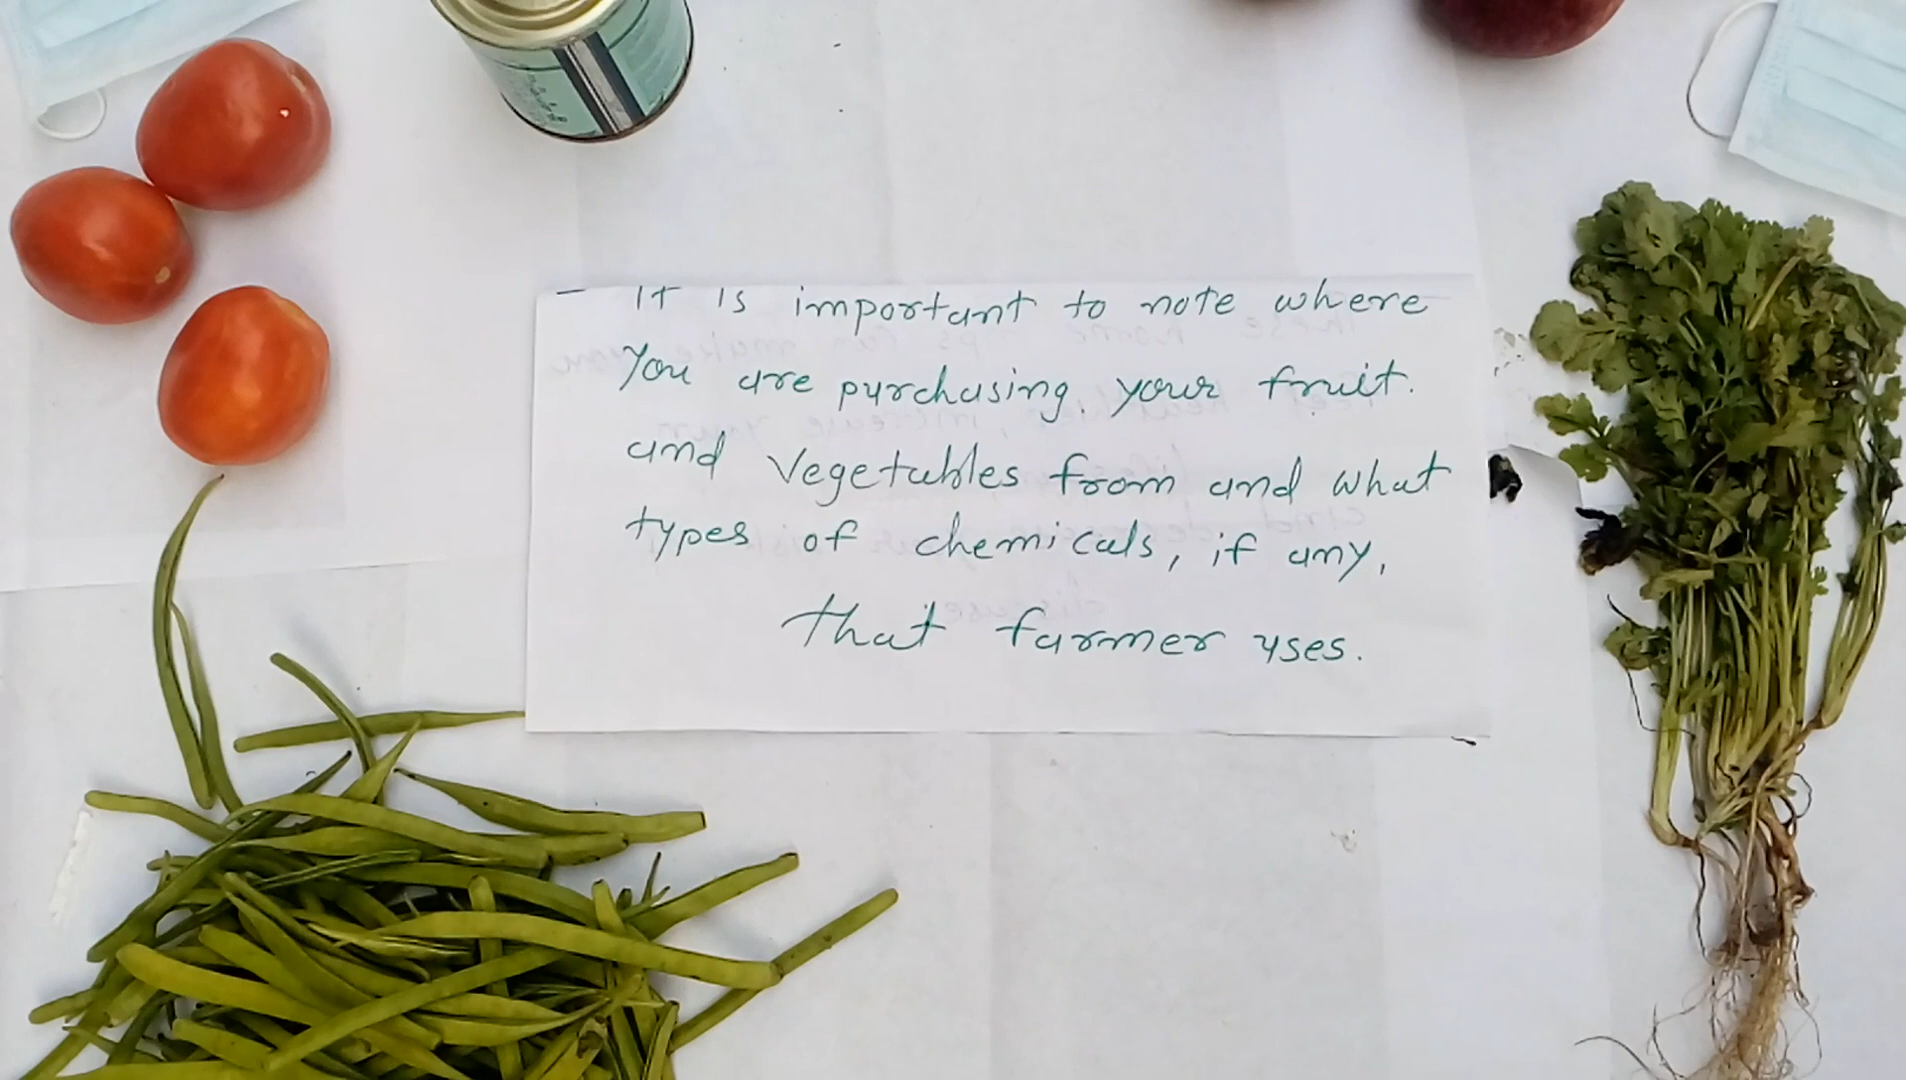 - It is important to note where
You are purchasing your fruit.
and Vegetables from and what
types of chemicals, if any,
that farmer uses.